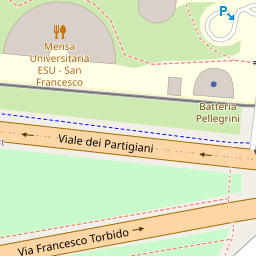 P
Mensa
Universitaria
ESU - San
Francesco
Batteria
Pellegrini
Viale dei Partigiani
Via Francesco Torbido